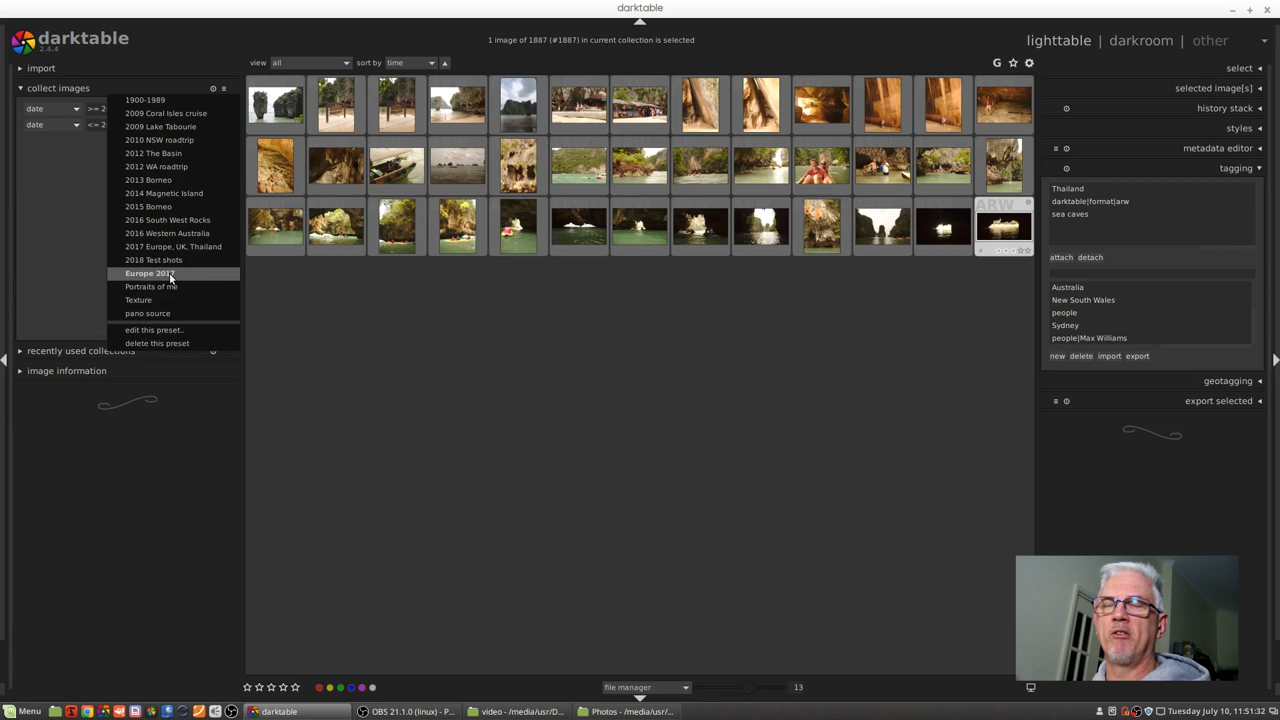 darktable
darktable
2.4.4
1 image of 1887 (#1887) in current collection is selected
lighttable | darkroom | other
import
view all sort by time
select
collect images
selected image[s]
date >= 2
history stack
date <= 2
styles
metadata editor
tagging
1900-1989
2009 Coral Isles cruise
2009 Lake Tabourie
2010 NSW roadtrip
2012 The Basin
2012 WA roadtrip
2013 Borneo
2014 Magnetic Island
2015 Borneo
2016 South West Rocks
2016 Western Australia
2017 Europe, UK, Thailand
2018 Test shots
Europe 2017
Portraits of me
Texture
pano source
edit this preset..
delete this preset
recently used collections
image information
ARW
Thailand
darktable|format|arw
sea caves
attach detach
Australia
New South Wales
people
Sydney
people|Max Williams
new delete import export
geotagging
export selected
file manager
13
Menu
darktable
OBS 21.1.0 (linux) - P...
video - /media/usr/D...
Photos - /media/usr/...
Tuesday July 10, 11:51:32